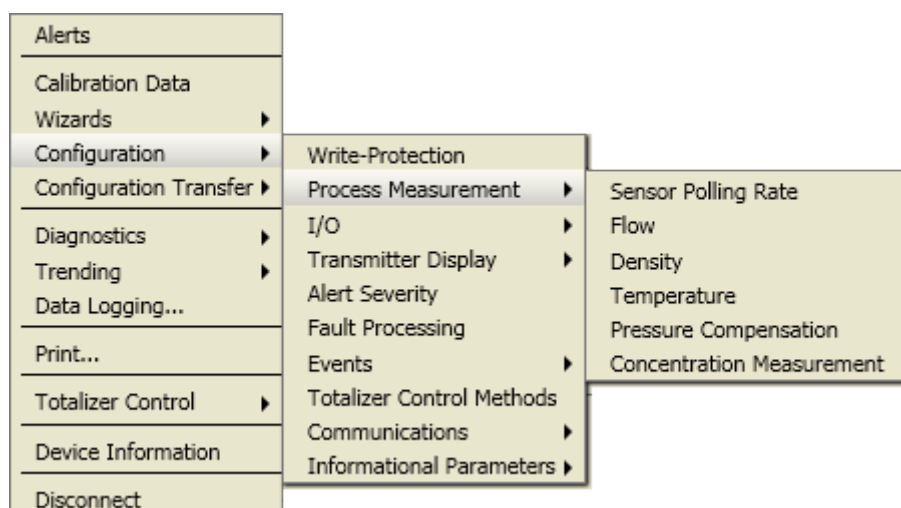 Alerts
Calibration Data
Wizards
Configuration
Configuration Transfer
Diagnostics
Trending
Data Logging...
Print...
Totalizer Control
Device Information
Disconnect
Write-Protection
Process Measurement
I/O
Transmitter Display
Alert Severity
Fault Processing
Events
Totalizer Control Methods
Communications
Informational Parameters
Sensor Polling Rate
Flow
Density
Temperature
Pressure Compensation
Concentration Measurement